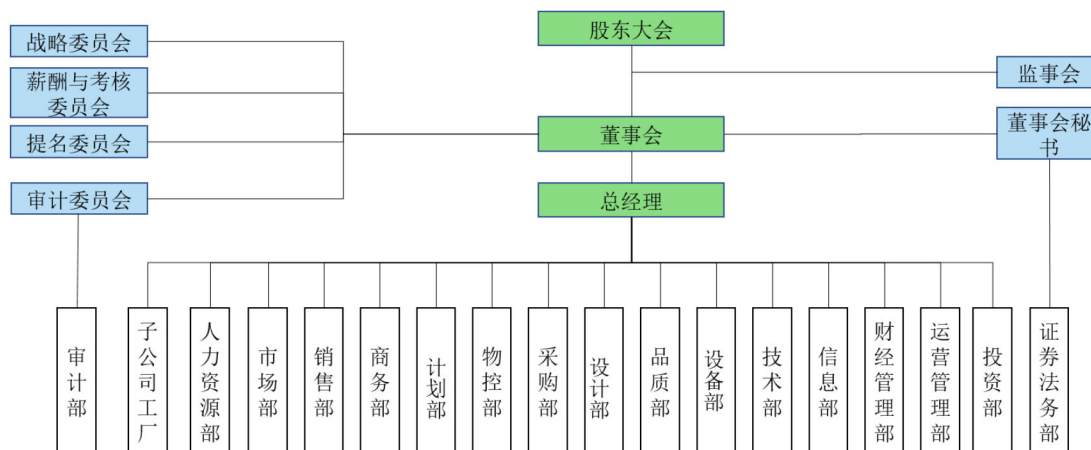 股东大会
战略委员会
监事会
薪酬与考核
委员会
董事会秘
书
董事会
提名委员会
审计委员会
总经理
审计部
子公司工厂
人力资源部
市场部
销售部
商务部
计划部
物控部
采购部
设计部
品质部
设备部
技术部
信息部
财经管理部
运营管理部
投资部
证券法务部